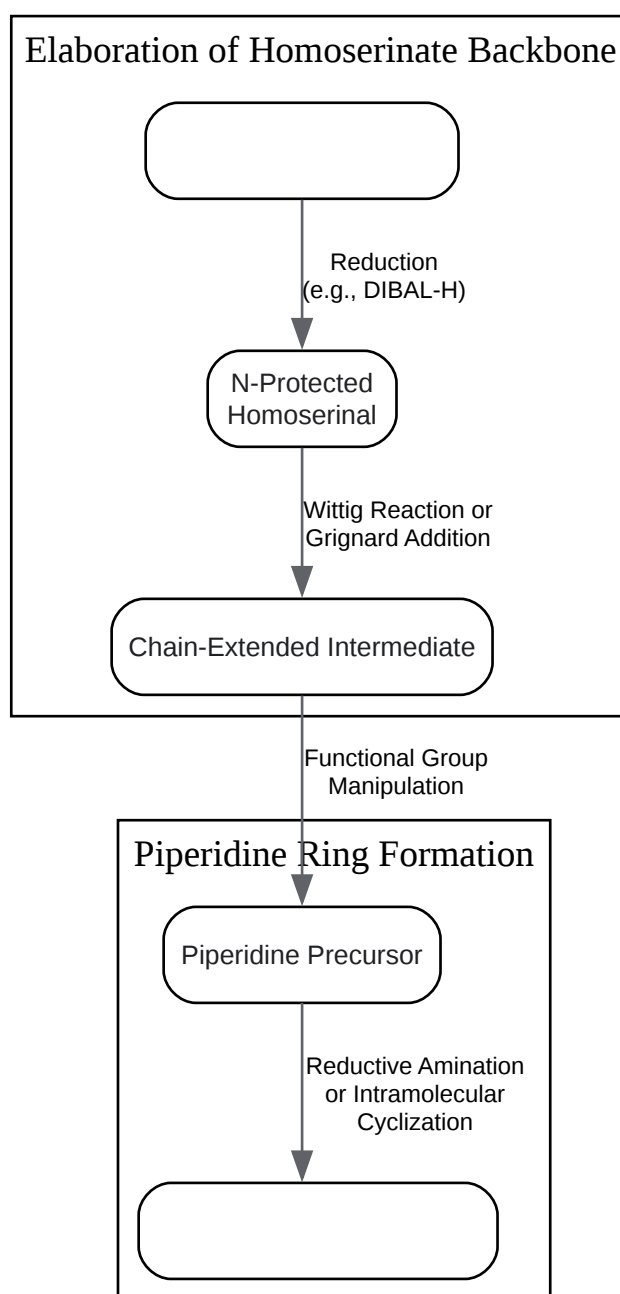 Elaboration of Homoserinate Backbone
Reduction
(e.g., DIBAL-H)
N-Protected
Homoserinal
Wittig Reaction or
Grignard Addition
Chain-Extended Intermediate
Functional Group
Manipulation
Piperidine Ring Formation
Piperidine Precursor
Reductive Amination
or Intramolecular
Cyclization